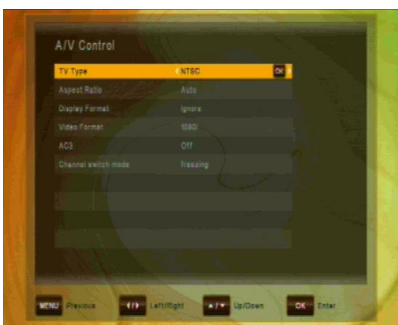 A/V Control
TV Type NTSC OK
Aspect Ratio Auto
Display Format Ignore
Video Format 1080i
AC3 Off
Channel switch mode freezing
MENU Previous Left/Right Up/Down OK Enter